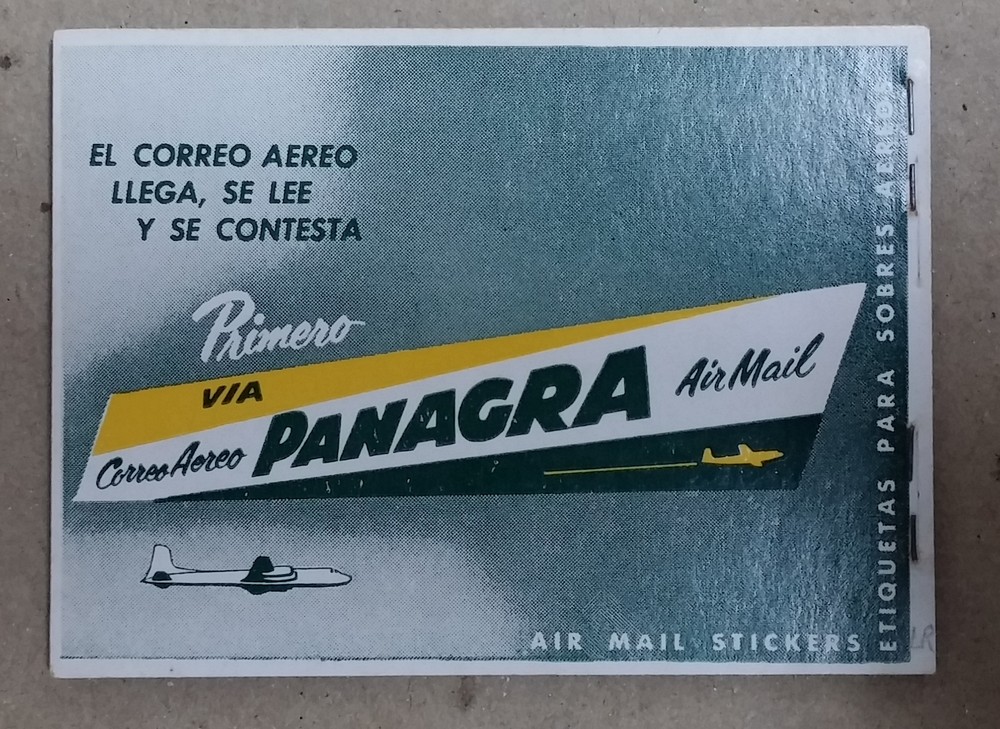 EL CORREO AEREO
LLEGA, SE LEE
Y SE CONTESTA
Primero
VIA
Correo Aereo PANAGRA Air Mail
AIR MAIL STICKERS
ETIQUETAS PARA SOBRES AEREOS
LR